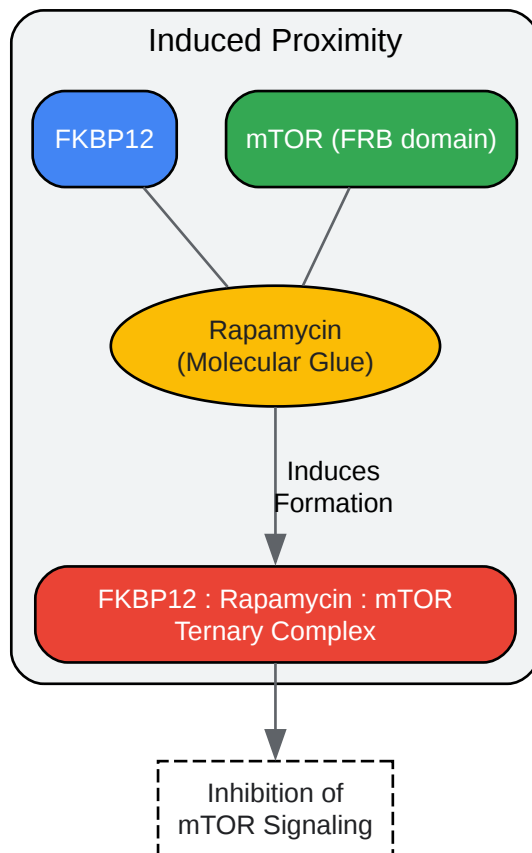 Induced Proximity
FKBP12
mTOR (FRB domain)
Rapamycin
(Molecular Glue)
Induces
Formation
FKBP12 : Rapamycin : mTOR
Ternary Complex
Inhibition of
mTOR Signaling